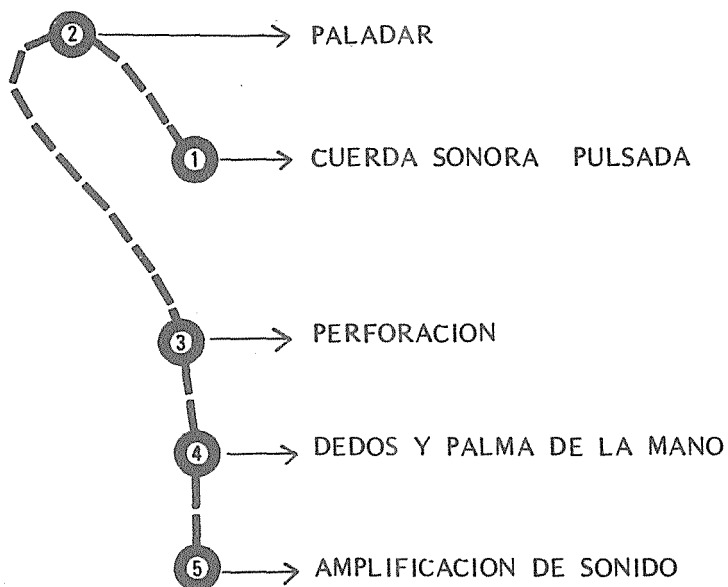 2 PALADAR
1 CUERDA SONORA PULSADA
3 PERFORACION
4 DEDOS Y PALMA DE LA MANO
5 AMPLIFICACION DE SONIDO